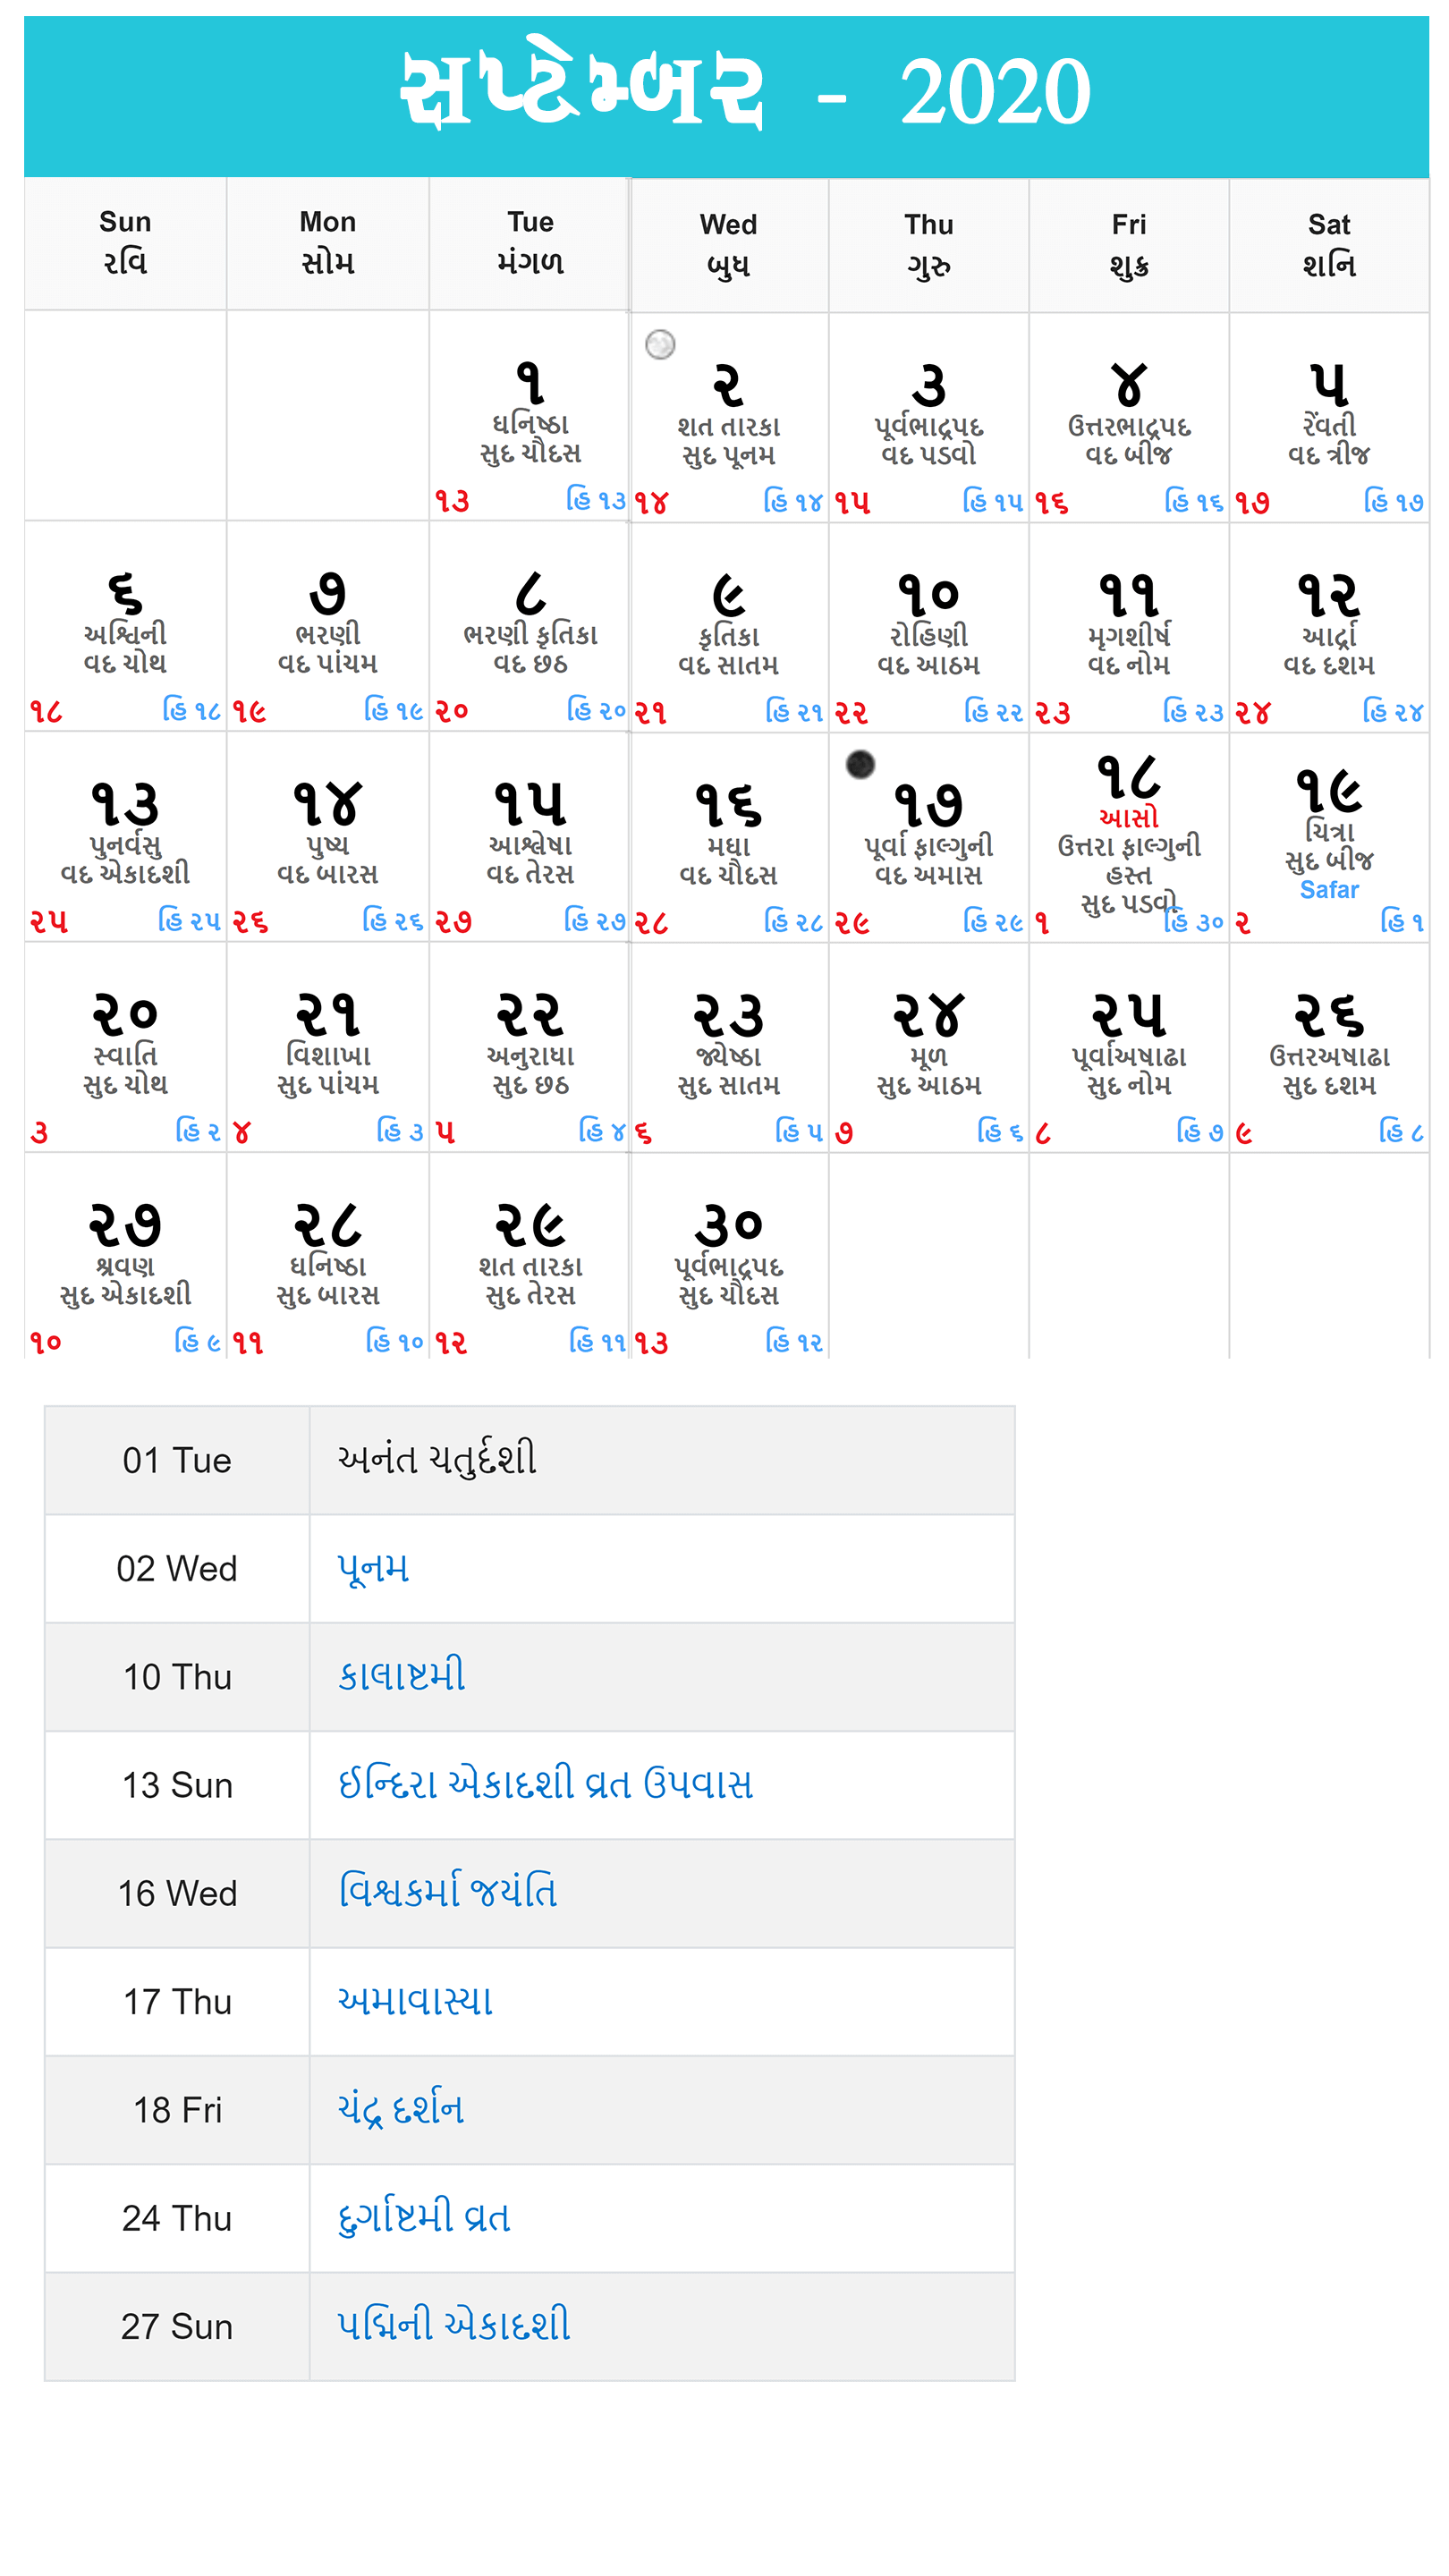 સપ્ટેમ્બર - 2020
Sun Mon Tue Wed Thu Fri Sat
રવિ સોમ મંગળ બુધ ગુરુ શુક્ર શનિ
૧
ધનિષ્ઠા
સુદ ચૌદસ
૧૩ હિ ૧૩
૨
શત તારકા
સુદ પૂનમ
૧૪ હિ ૧૪
૩
પૂર્વભાદ્રપદ
વદ પડવો
૧૫ હિ ૧૫
૪
ઉત્તરભાદ્રપદ
વદ બીજ
૧૬ હિ ૧૬
૫
રેંવતી
વદ ત્રીજ
૧૭ હિ ૧૭
૬
અશ્વિની
વદ ચોથ
૧૮ હિ ૧૮
૭
ભરણી
વદ પાંચમ
૧૯ હિ ૧૯
૮
ભરણી કૃતિકા
વદ છઠ
૨૦ હિ ૨૦
૯
કૃતિકા
વદ સાતમ
૨૧ હિ ૨૧
૧૦
રોહિણી
વદ આઠમ
૨૨ હિ ૨૨
૧૧
મૃગશીર્ષ
વદ નોમ
૨૩ હિ ૨૩
૧૨
આર્દ્રા
વદ દશમ
૨૪ હિ ૨૪
૧૩
પુનર્વસુ
વદ એકાદશી
૨૫ હિ ૨૫
૧૪
પુષ્ય
વદ બારસ
૨૬ હિ ૨૬
૧૫
આશ્લેષા
વદ તેરસ
૨૭ હિ ૨૭
૧૬
મઘા
વદ ચૌદસ
૨૮ હિ ૨૮
૧૭
પૂર્વા ફાલ્ગુની
વદ અમાસ
૨૯ હિ ૨૯
૧૮
આસો
ઉત્તરા ફાલ્ગુની
હસ્ત
સુદ પડવો
૧ હિ ૩૦
૧૯
ચિત્રા
સુદ બીજ
Safar
૨ હિ ૧
૨૦
સ્વાતિ
સુદ ચોથ
૩ હિ ૨
૨૧
વિશાખા
સુદ પાંચમ
૪ હિ ૩
૨૨
અનુરાધા
સુદ છઠ
૫ હિ ૪
૨૩
જ્યેષ્ઠા
સુદ સાતમ
૬ હિ ૫
૨૪
મૂળ
સુદ આઠમ
૭ હિ ૬
૨૫
પૂર્વાઅષાઢા
સુદ નોમ
૮ હિ ૭
૨૬
ઉત્તરઅષાઢા
સુદ દશમ
૯ હિ ૮
૨૭
શ્રવણ
સુદ એકાદશી
૧૦ હિ ૯
૨૮
ધનિષ્ઠા
સુદ બારસ
૧૧ હિ ૧૦
૨૯
શત તારકા
સુદ તેરસ
૧૨ હિ ૧૧
૩૦
પૂર્વભાદ્રપદ
સુદ ચૌદસ
૧૩ હિ ૧૨
01 Tue અનંત ચતુર્દશી
02 Wed પૂનમ
10 Thu કાલાષ્ટમી
13 Sun ઈન્દિરા એકાદશી વ્રત ઉપવાસ
16 Wed વિશ્વકર્મા જયંતિ
17 Thu અમાવાસ્યા
18 Fri ચંદ્ર દર્શન
24 Thu દુર્ગાષ્ટમી વ્રત
27 Sun પદ્મિની એકાદશી